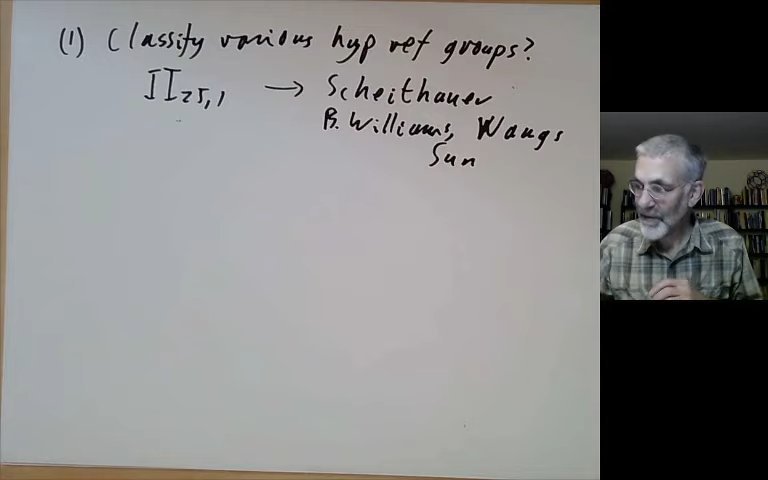 (1) Classify various hyp ref groups?
II₂₅,₁ → Scheithauer
B. Williams, Wangs
Sun